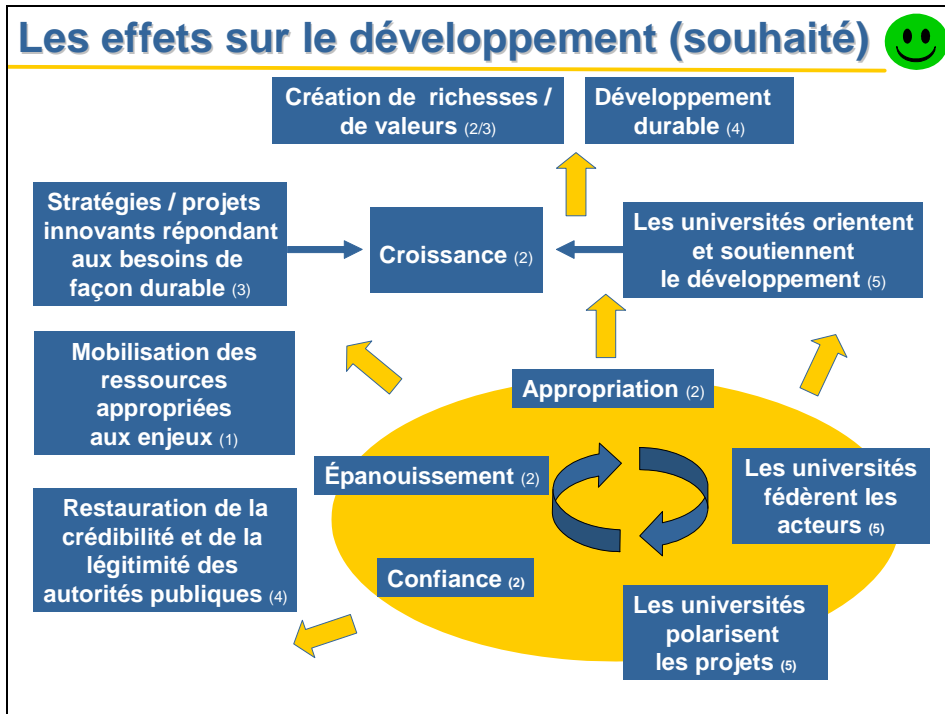 Les effets sur le développement (souhaité)
Création de richesses /
de valeurs (2/3)
Développement
durable (4)
Stratégies / projets
innovants répondant
aux besoins de
façon durable (3)
Croissance (2)
Les universités orientent
et soutiennent
le développement (5)
Mobilisation des
ressources
appropriées
aux enjeux (1)
Appropriation (2)
Épanouissement (2)
Les universités
fédèrent les
acteurs (5)
Restauration de la
crédibilité et de la
légitimité des
autorités publiques (4)
Confiance (2)
Les universités
polarisent
les projets (5)